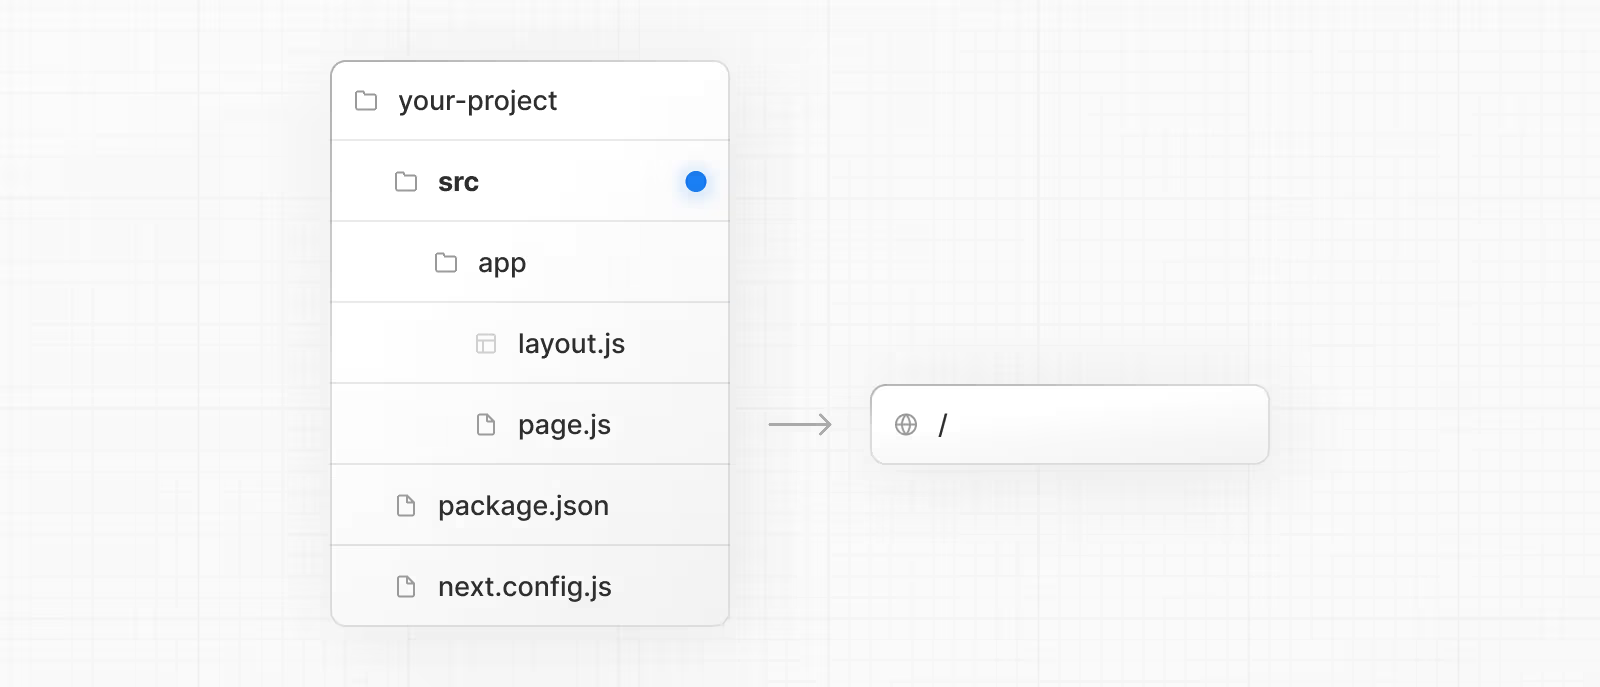 your-project
src
app
layout.js
page.js
/
package.json
next.config.js